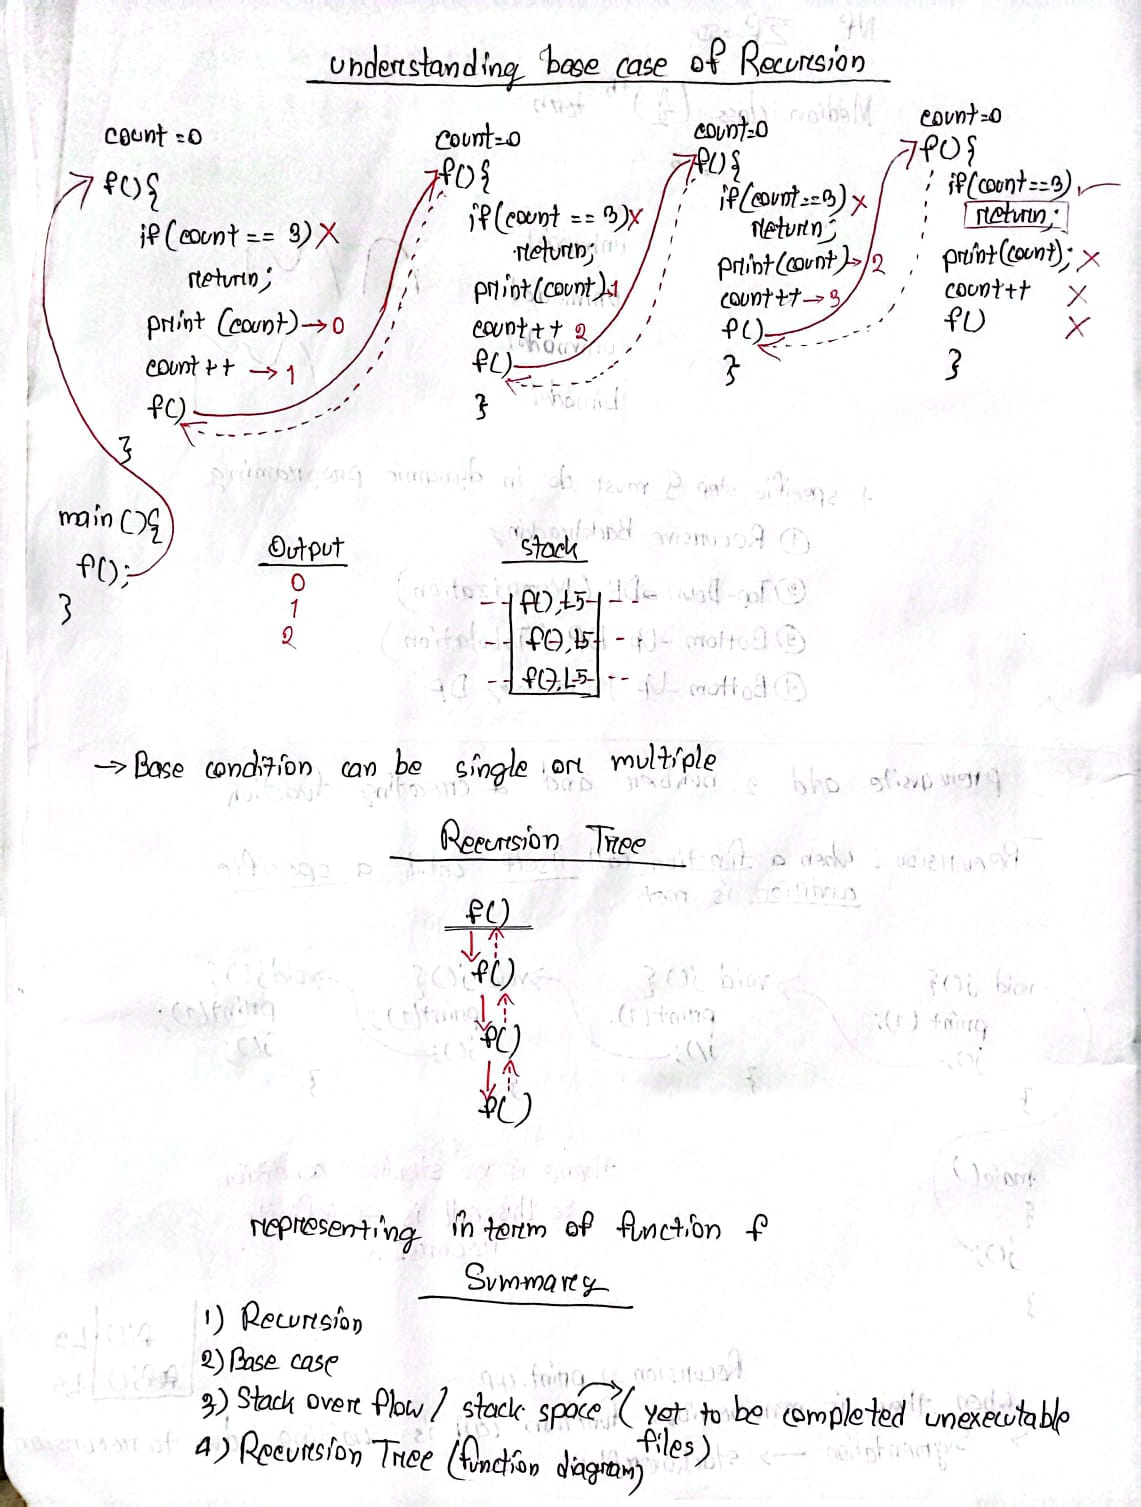 understanding base case of Recursion
count = 0
f() {
if (count == 3) X
return;
print (count) → 0
count ++ → 1
f()
}
main () {
f();
}
count=0
f() {
if (count == 3) X
return;
print (count) → 1
count ++ 2
f()
}
count=0
f() {
if (count == 3) X
return;
print (count) → 2
count ++ → 3
f()
}
count=0
f() {
if (count == 3) ✓
return;
print (count); X
count++ X
f() X
}
Output
0
1
2
stack
f(), L5
f(), L5
f(), L5
→ Base condition can be single or multiple
Recursion Tree
f()
f()
f()
f()
representing in term of function f
Summary
1) Recursion
2) Base case
3) Stack over flow / stack space → (yet to be completed unexecutable
files)
4) Recursion Tree (function diagram)